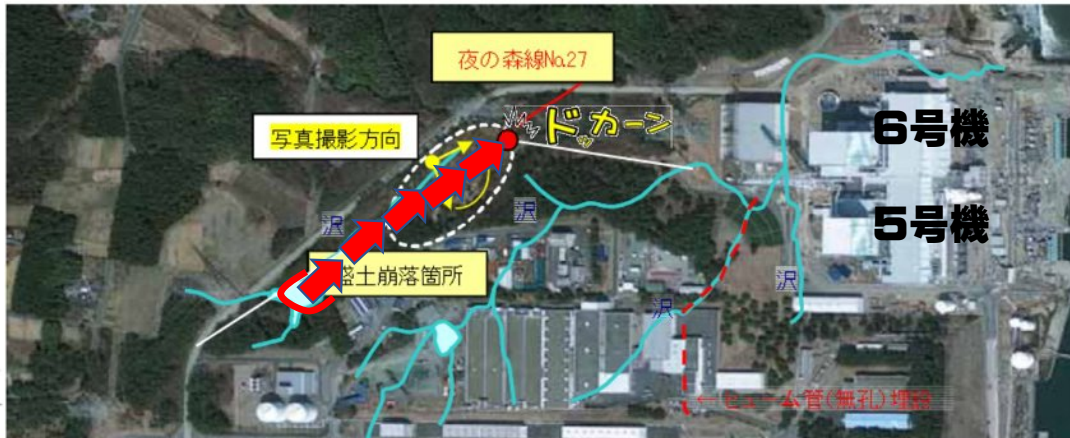 夜の森線No.27
ドカーン
写真撮影方向
6号機
沢
沢
5号機
盛土崩落箇所
沢
沢
←ヒューム管(無孔)埋設